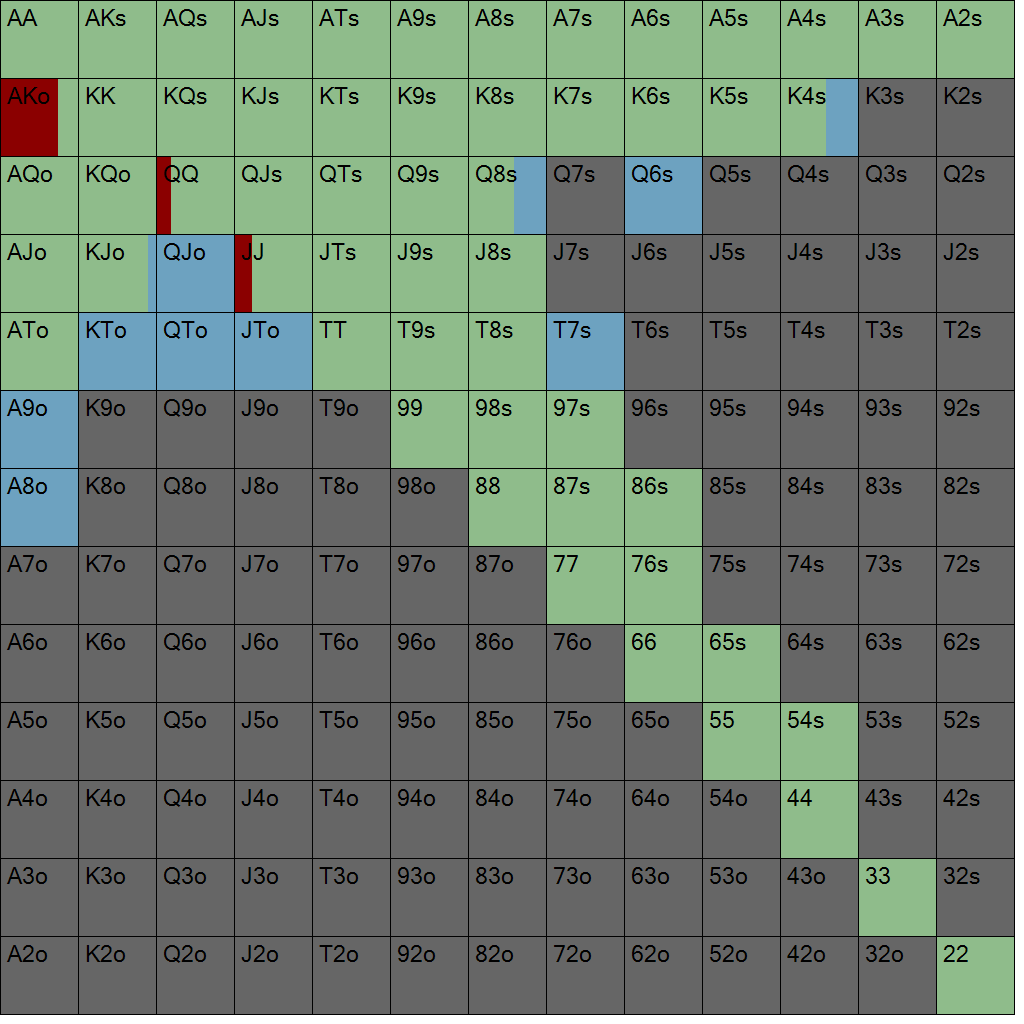 AA AKs AQs AJs ATs A9s A8s A7s A6s A5s A4s A3s A2s
AKo KK KQs KJs KTs K9s K8s K7s K6s K5s K4s K3s K2s
AQo KQo QQ QJs QTs Q9s Q8s Q7s Q6s Q5s Q4s Q3s Q2s
AJo KJo QJo JJ JTs J9s J8s J7s J6s J5s J4s J3s J2s
ATo KTo QTo JTo TT T9s T8s T7s T6s T5s T4s T3s T2s
A9o K9o Q9o J9o T9o 99 98s 97s 96s 95s 94s 93s 92s
A8o K8o Q8o J8o T8o 98o 88 87s 86s 85s 84s 83s 82s
A7o K7o Q7o J7o T7o 97o 87o 77 76s 75s 74s 73s 72s
A6o K6o Q6o J6o T6o 96o 86o 76o 66 65s 64s 63s 62s
A5o K5o Q5o J5o T5o 95o 85o 75o 65o 55 54s 53s 52s
A4o K4o Q4o J4o T4o 94o 84o 74o 64o 54o 44 43s 42s
A3o K3o Q3o J3o T3o 93o 83o 73o 63o 53o 43o 33 32s
A2o K2o Q2o J2o T2o 92o 82o 72o 62o 52o 42o 32o 22